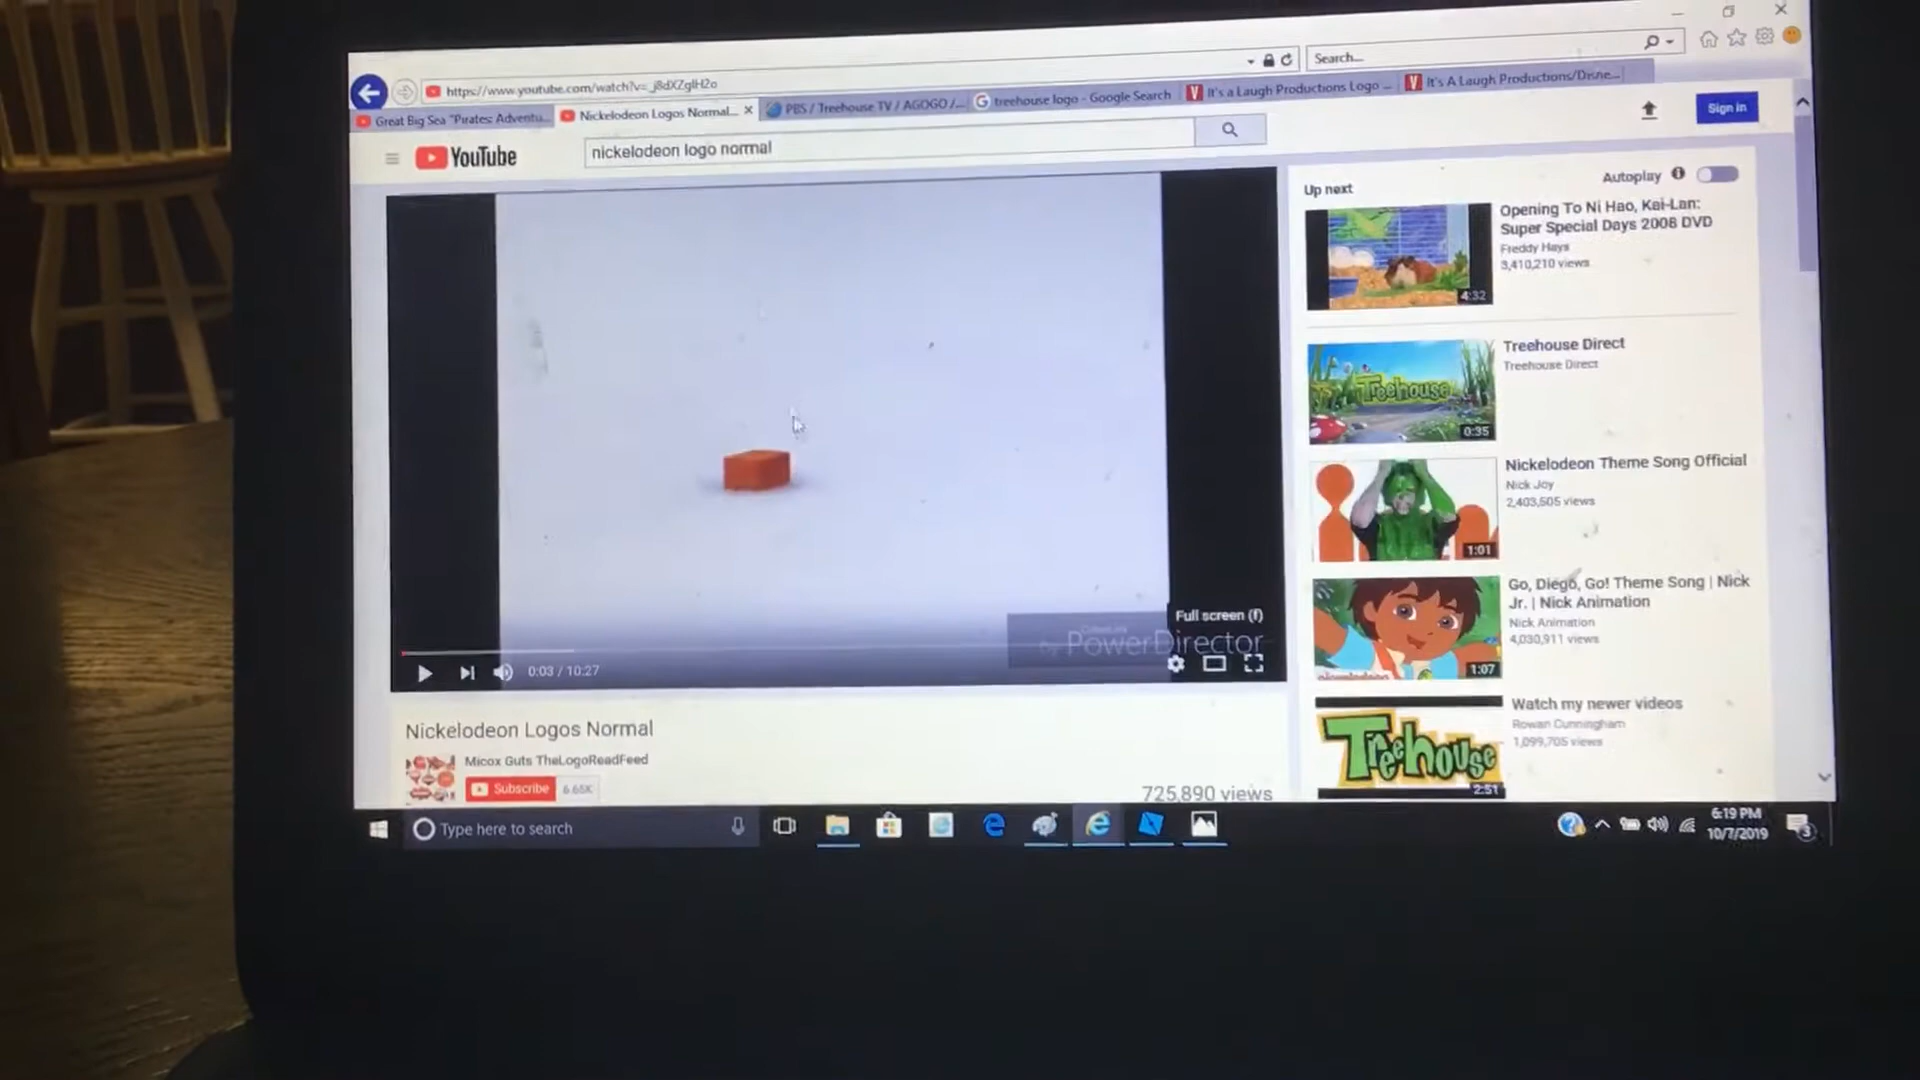 https://www.youtube.com/watch?v=_j8dXZglH2o
Search...
Great Big Sea "Pirates: Adventu...
Nickelodeon Logos Normal...
PBS / Treehouse TV / AGOGO /...
treehouse logo - Google Search
It's a Laugh Productions Logo ...
It's A Laugh Productions/Disne...
YouTube
nickelodeon logo normal
Sign in
Up next
Autoplay
Opening To Ni Hao, Kai-Lan:
Super Special Days 2008 DVD
Freddy Hays
3,410,210 views
4:32
Treehouse Direct
Treehouse Direct
Treehouse
0:35
Nickelodeon Theme Song Official
Nick Joy
2,403,505 views
1:01
Go, Diego, Go! Theme Song | Nick
Jr. | Nick Animation
Nick Animation
4,030,911 views
nickelodeon
1:07
Watch my newer videos
Rowan Cunningham
1,099,705 views
Treehouse
2:51
Full screen (f)
by PowerDirector
0:03 / 10:27
Nickelodeon Logos Normal
Micox Guts TheLogoReadFeed
Subscribe 6.65K
725,890 views
Type here to search
6:19 PM
10/7/2019
3